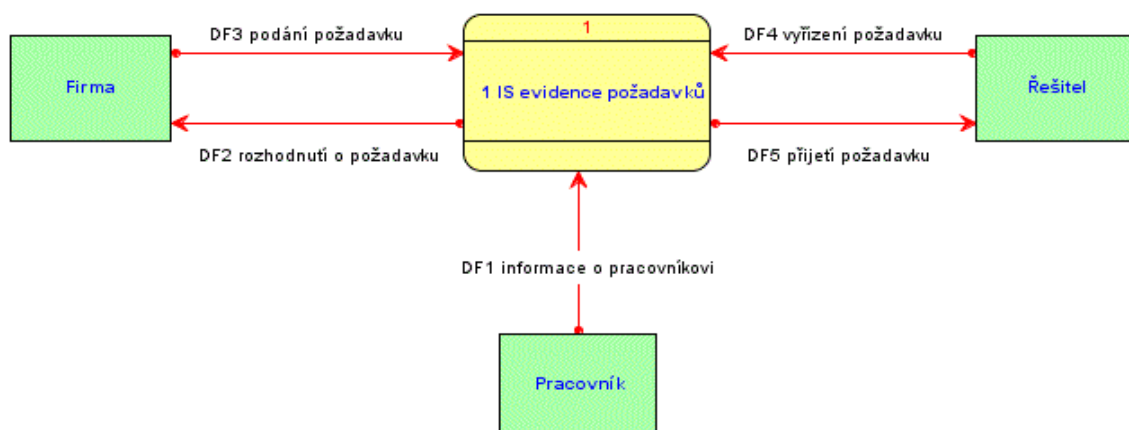 1
DF3 podání požadavku
DF4 vyřízení požadavku
Firma
1 IS evidence požadavků
Řešitel
DF2 rozhodnutí o požadavku
DF5 přijetí požadavku
DF1 informace o pracovníkovi
Pracovník